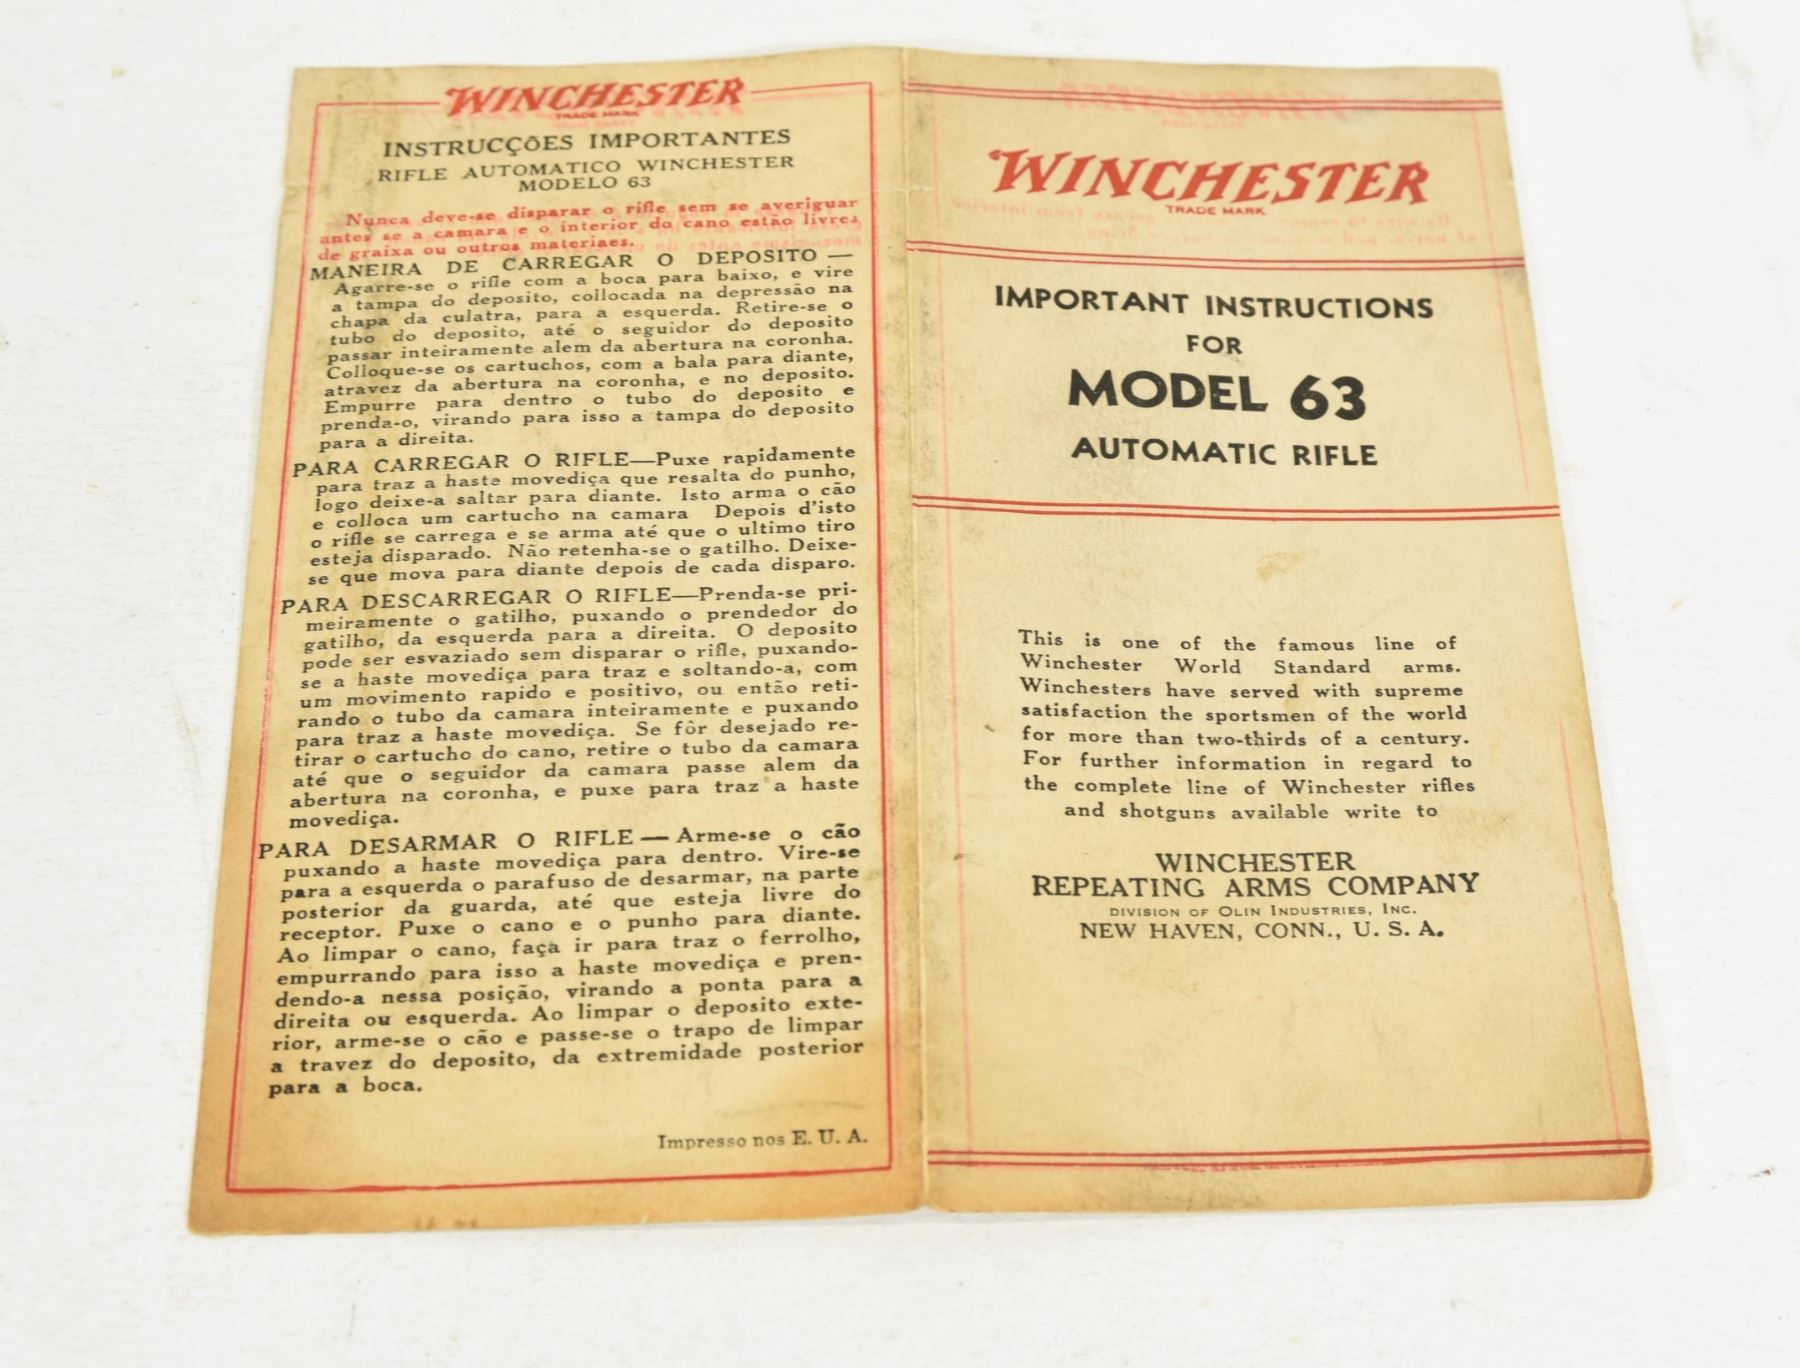 WINCHESTER
TRADE MARK
INSTRUCÇÕES IMPORTANTES
RIFLE AUTOMATICO WINCHESTER
MODELO 63
Nunca deve-se disparar o rifle sem se averiguar
antes se a camara e o interior do cano estão livres
de graixa ou outros materiaes.
MANEIRA DE CARREGAR O DEPOSITO —
Agarre-se o rifle com a boca para baixo, e vire
a tampa do deposito, collocada na depressão na
chapa da culatra, para a esquerda. Retire-se o
tubo do deposito, até o seguidor do deposito
passar inteiramente alem da abertura na coronha.
Colloque-se os cartuchos, com a bala para diante,
atravez da abertura na coronha, e no deposito.
Empurre para dentro o tubo do deposito e
prenda-o, virando para isso a tampa do deposito
para a direita.
PARA CARREGAR O RIFLE—Puxe rapidamente
para traz a haste movediça que resalta do punho,
logo deixe-a saltar para diante. Isto arma o cão
e colloca um cartucho na camara Depois d'isto
o rifle se carrega e se arma até que o ultimo tiro
esteja disparado. Não retenha-se o gatilho. Deixe-
se que mova para diante depois de cada disparo.
PARA DESCARREGAR O RIFLE—Prenda-se pri-
meiramente o gatilho, puxando o prendedor do
gatilho, da esquerda para a direita. O deposito
pode ser esvaziado sem disparar o rifle, puxando-
se a haste movediça para traz e soltando-a, com
um movimento rapido e positivo, ou então reti-
rando o tubo da camara inteiramente e puxando
para traz a haste movediça. Se fôr desejado re-
tirar o cartucho do cano, retire o tubo da camara
até que o seguidor da camara passe alem da
abertura na coronha, e puxe para traz a haste
movediça.
PARA DESARMAR O RIFLE — Arme-se o cão
puxando a haste movediça para dentro. Vire-se
para a esquerda o parafuso de desarmar, na parte
posterior da guarda, até que esteja livre do
receptor. Puxe o cano e o punho para diante.
Ao limpar o cano, faça ir para traz o ferrolho,
empurrando para isso a haste movediça e pren-
dendo-a nessa posição, virando a ponta para a
direita ou esquerda. Ao limpar o deposito exte-
rior, arme-se o cão e passe-se o trapo de limpar
a travez do deposito, da extremidade posterior
para a boca.
Impresso nos E. U. A.
WINCHESTER
TRADE MARK
IMPORTANT INSTRUCTIONS
FOR
MODEL 63
AUTOMATIC RIFLE
This is one of the famous line of
Winchester World Standard arms.
Winchesters have served with supreme
satisfaction the sportsmen of the world
for more than two-thirds of a century.
For further information in regard to
the complete line of Winchester rifles
and shotguns available write to
WINCHESTER
REPEATING ARMS COMPANY
DIVISION OF OLIN INDUSTRIES, INC.
NEW HAVEN, CONN., U. S. A.